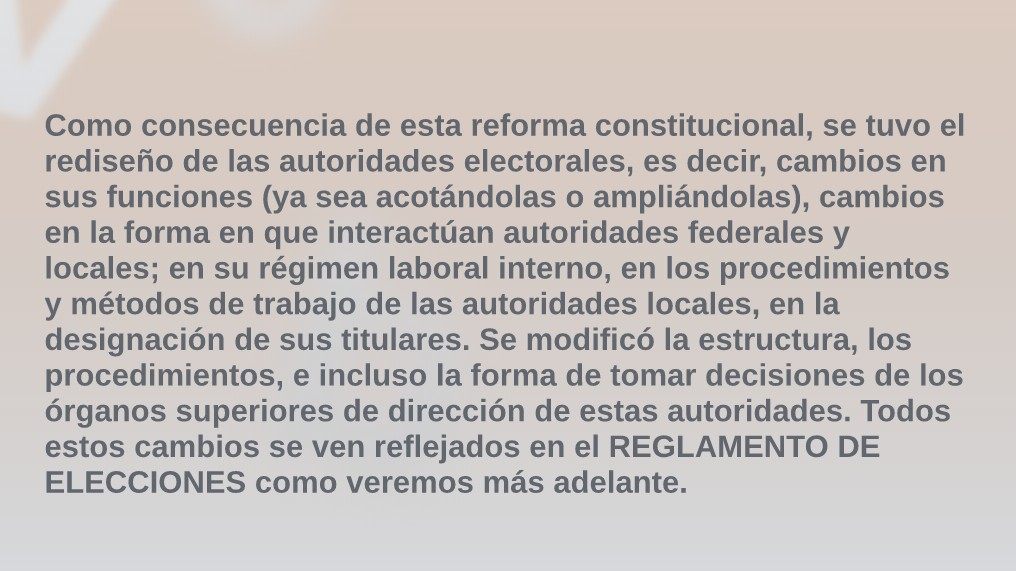 Como consecuencia de esta reforma constitucional, se tuvo el
rediseño de las autoridades electorales, es decir, cambios en
sus funciones (ya sea acotándolas o ampliándolas), cambios
en la forma en que interactúan autoridades federales y
locales; en su régimen laboral interno, en los procedimientos
y métodos de trabajo de las autoridades locales, en la
designación de sus titulares. Se modificó la estructura, los
procedimientos, e incluso la forma de tomar decisiones de los
órganos superiores de dirección de estas autoridades. Todos
estos cambios se ven reflejados en el REGLAMENTO DE
ELECCIONES como veremos más adelante.